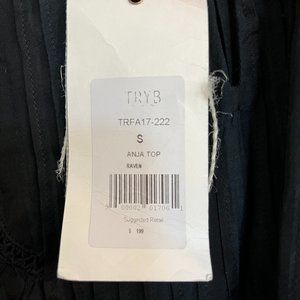 TRYB
TRFA17-222
S
ANJA TOP
RAVEN
Suggested Retail
$ 199